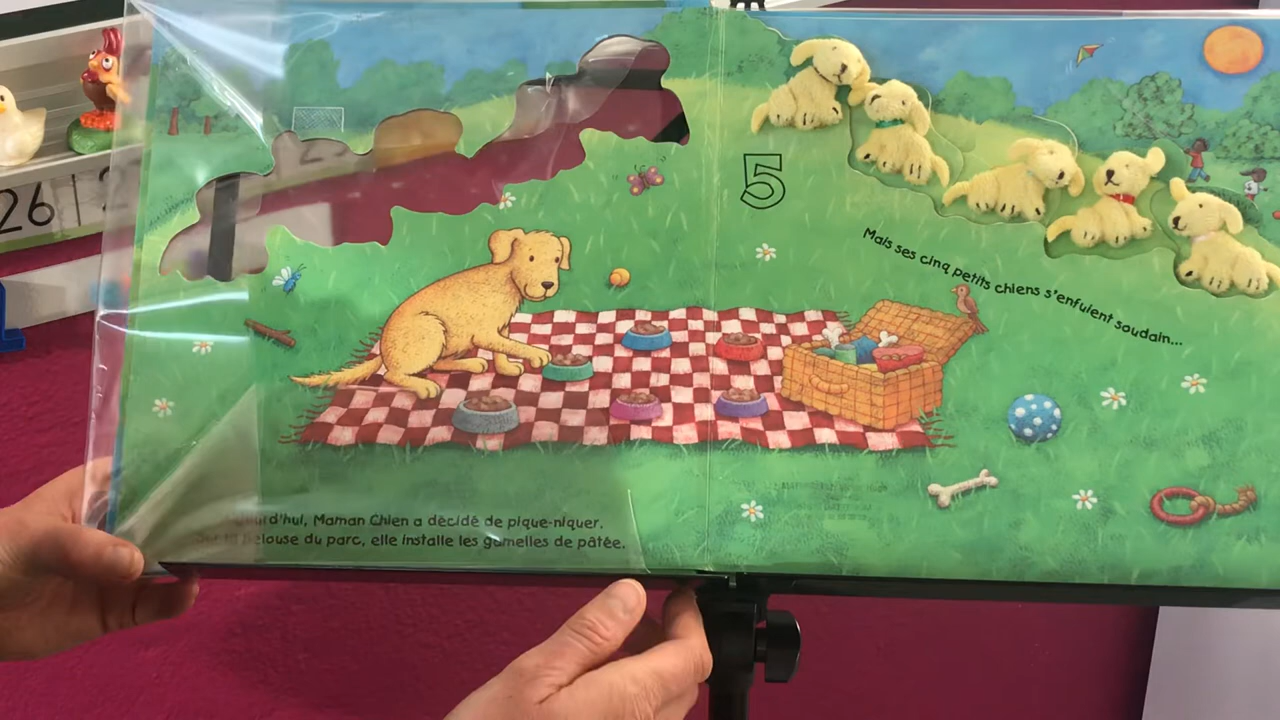 26
5
Mais ses cinq petits chiens s'enfuient soudain...
Maman Chien a décidé de pique-niquer.
pelouse du parc, elle installe les gamelles de pâtée.